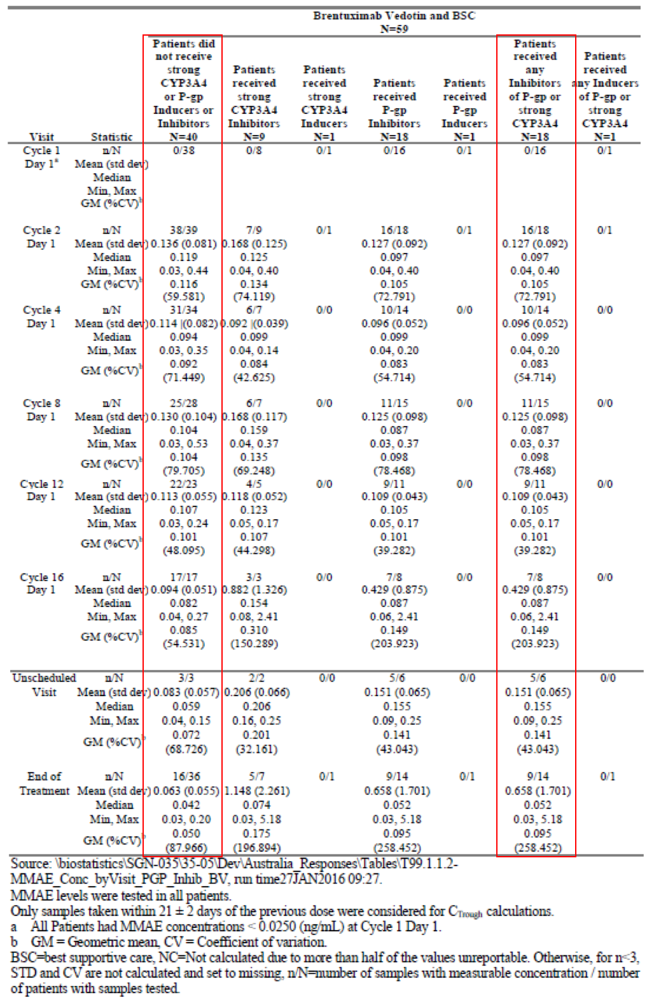 Brentuximab Vedotin and BSC
N=59
Visit Statistic Patients did not receive strong CYP3A4 or P-gp Inducers or Inhibitors N=40 Patients received strong CYP3A4 Inhibitors N=9 Patients received strong CYP3A4 Inducers N=1 Patients received P-gp Inhibitors N=18 Patients received P-gp Inducers N=1 Patients received any Inhibitors of P-gp or strong CYP3A4 N=18 Patients received any Inducers of P-gp or strong CYP3A4 N=1
Cycle 1 n/N 0/38 0/8 0/1 0/16 0/1 0/16 0/1
Day 1a Mean (std dev)
Median
Min, Max
GM (%CV)b
Cycle 2 n/N 38/39 7/9 0/1 16/18 0/1 16/18 0/1
Day 1 Mean (std dev) 0.136 (0.081) 0.168 (0.125) 0.127 (0.092) 0.127 (0.092)
Median 0.119 0.125 0.097 0.097
Min, Max 0.03, 0.44 0.04, 0.40 0.04, 0.40 0.04, 0.40
GM (%CV)b 0.116 0.134 0.105 0.105
(59.581) (74.119) (72.791) (72.791)
Cycle 4 n/N 31/34 6/7 0/0 10/14 0/0 10/14 0/0
Day 1 Mean (std dev) 0.114 |(0.082) 0.092 |(0.039) 0.096 (0.052) 0.096 (0.052)
Median 0.094 0.099 0.099 0.099
Min, Max 0.03, 0.35 0.04, 0.14 0.04, 0.20 0.04, 0.20
GM (%CV)b 0.092 0.084 0.083 0.083
(71.449) (42.625) (54.714) (54.714)
Cycle 8 n/N 25/28 6/7 0/0 11/15 0/0 11/15 0/0
Day 1 Mean (std dev) 0.130 (0.104) 0.168 (0.117) 0.125 (0.098) 0.125 (0.098)
Median 0.104 0.159 0.087 0.087
Min, Max 0.03, 0.53 0.04, 0.37 0.03, 0.37 0.03, 0.37
GM (%CV)b 0.104 0.135 0.098 0.098
(79.705) (69.248) (78.468) (78.468)
Cycle 12 n/N 22/23 4/5 0/0 9/11 0/0 9/11 0/0
Day 1 Mean (std dev) 0.113 (0.055) 0.118 (0.052) 0.109 (0.043) 0.109 (0.043)
Median 0.107 0.123 0.105 0.105
Min, Max 0.03, 0.24 0.05, 0.17 0.05, 0.17 0.05, 0.17
GM (%CV)b 0.101 0.107 0.101 0.101
(48.095) (44.298) (39.282) (39.282)
Cycle 16 n/N 17/17 3/3 0/0 7/8 0/0 7/8 0/0
Day 1 Mean (std dev) 0.094 (0.051) 0.882 (1.326) 0.429 (0.875) 0.429 (0.875)
Median 0.082 0.154 0.087 0.087
Min, Max 0.04, 0.27 0.08, 2.41 0.06, 2.41 0.06, 2.41
GM (%CV)b 0.085 0.310 0.149 0.149
(54.531) (150.289) (203.923) (203.923)
Unscheduled n/N 3/3 2/2 0/0 5/6 0/0 5/6 0/0
Visit Mean (std dev) 0.083 (0.057) 0.206 (0.066) 0.151 (0.065) 0.151 (0.065)
Median 0.059 0.206 0.155 0.155
Min, Max 0.04, 0.15 0.16, 0.25 0.09, 0.25 0.09, 0.25
GM (%CV)b 0.072 0.201 0.141 0.141
(68.726) (32.161) (43.043) (43.043)
End of n/N 16/36 5/7 0/1 9/14 0/1 9/14 0/1
Treatment Mean (std dev) 0.063 (0.055) 1.148 (2.261) 0.658 (1.701) 0.658 (1.701)
Median 0.042 0.074 0.052 0.052
Min, Max 0.03, 0.20 0.03, 5.18 0.03, 5.18 0.03, 5.18
GM (%CV)b 0.050 0.175 0.095 0.095
(87.966) (196.894) (258.452) (258.452)
Source: \biostatistics\SGN-035\35-05\Dev\Australia_Responses\Tables\T99.1.1.2-
MMAE_Conc_byVisit_PGP_Inhib_BV, run time27JAN2016 09:27.
MMAE levels were tested in all patients.
Only samples taken within 21 ± 2 days of the previous dose were considered for CTrough calculations.
a All Patients had MMAE concentrations < 0.0250 (ng/mL) at Cycle 1 Day 1.
b GM = Geometric mean, CV = Coefficient of variation.
BSC=best supportive care, NC=Not calculated due to more than half of the values unreportable. Otherwise, for n<3,
STD and CV are not calculated and set to missing, n/N=number of samples with measurable concentration / number
of patients with samples tested.